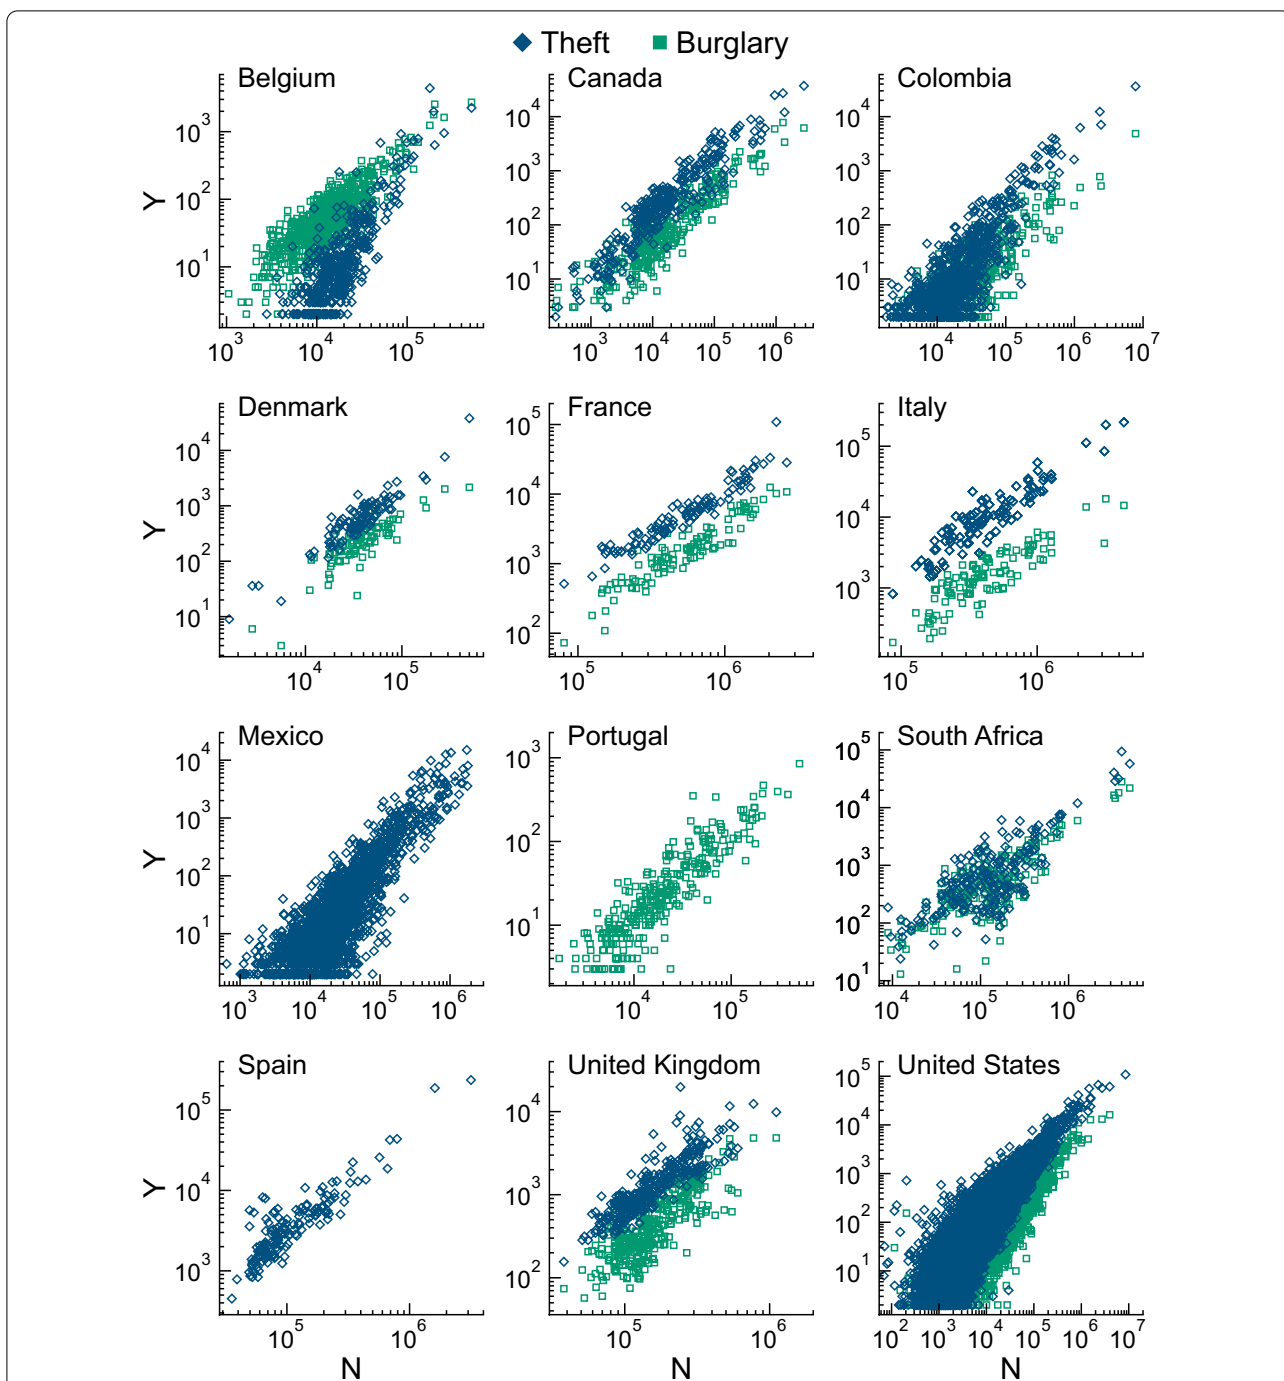 Theft Burglary
Belgium Canada Colombia
Y
10^3 10^2 10^1
10^4 10^3 10^2 10^1
10^4 10^3 10^2 10^1
10^3 10^4 10^5
10^3 10^4 10^5 10^6
10^4 10^5 10^6 10^7
Denmark France Italy
Y
10^4 10^3 10^2 10^1
10^5 10^4 10^3 10^2
10^5 10^4 10^3
10^4 10^5
10^5 10^6
10^5 10^6
Mexico Portugal South Africa
Y
10^4 10^3 10^2 10^1
10^3 10^2 10^1
10^5 10^4 10^3 10^2 10^1
10^3 10^4 10^5 10^6
10^4 10^5
10^4 10^5 10^6
Spain United Kingdom United States
Y
10^5 10^4 10^3
10^4 10^3 10^2
10^5 10^4 10^3 10^2 10^1
10^5 10^6
10^5 10^6
10^2 10^3 10^4 10^5 10^6 10^7
N N N